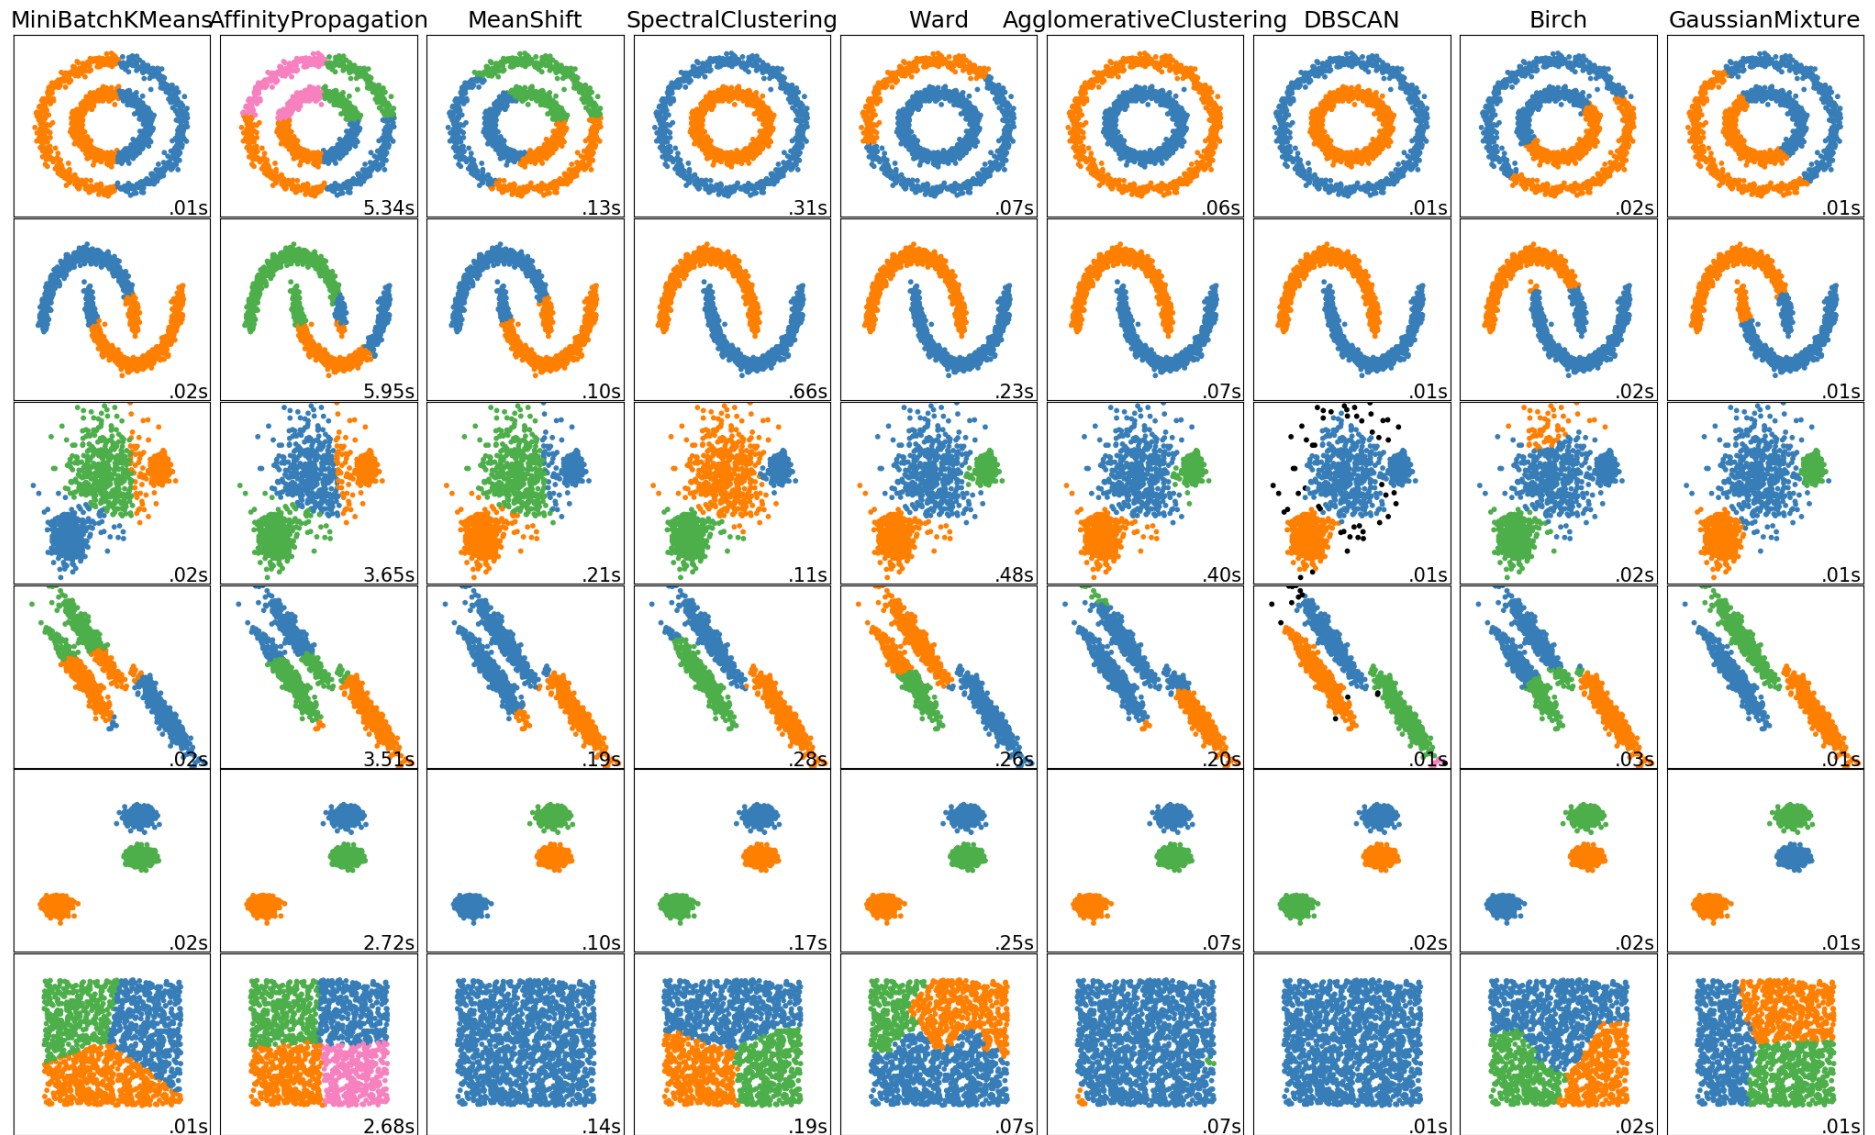 MiniBatchKMeans AffinityPropagation MeanShift SpectralClustering Ward AgglomerativeClustering DBSCAN Birch GaussianMixture
.01s 5.34s .13s .31s .07s .06s .01s .02s .01s
.02s 5.95s .10s .66s .23s .07s .01s .02s .01s
.02s 3.65s .21s .11s .48s .40s .01s .02s .01s
.02s 3.51s .19s .28s .26s .20s .01s .03s .01s
.02s 2.72s .10s .17s .25s .07s .02s .02s .01s
.01s 2.68s .14s .19s .07s .07s .01s .02s .01s